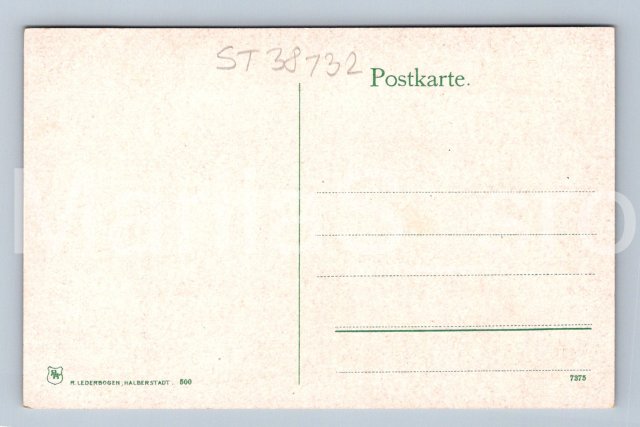 ST 38732
Postkarte.
R. LEDERBOGEN, HALBERSTADT. 500
7375